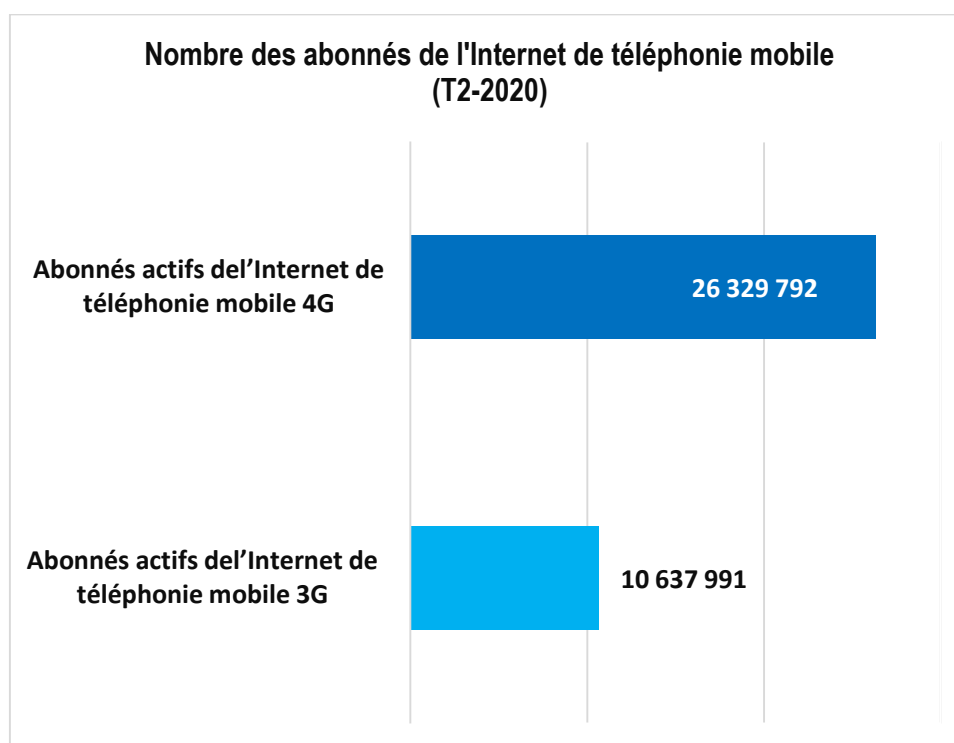 Nombre des abonnés de l'Internet de téléphonie mobile
(T2-2020)
Abonnés actifs del’Internet de
téléphonie mobile 4G
26 329 792
Abonnés actifs del’Internet de
téléphonie mobile 3G
10 637 991